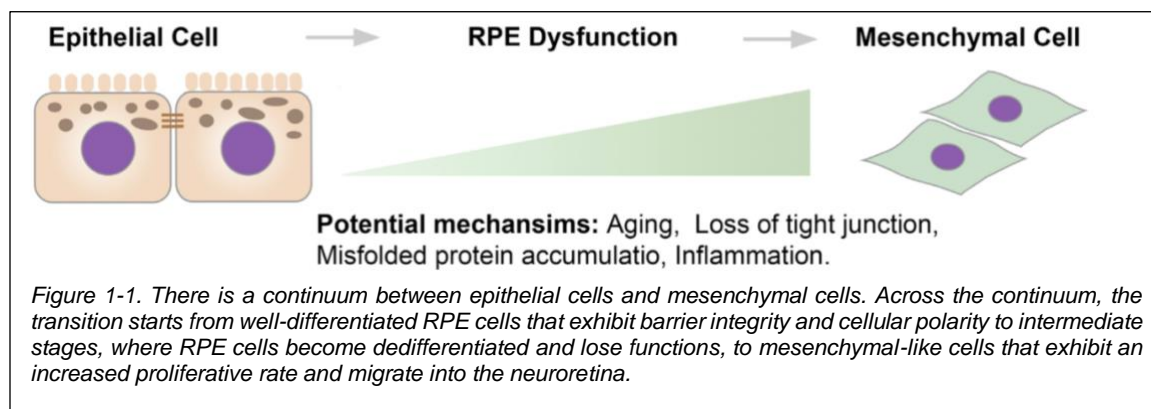 Epithelial Cell RPE Dysfunction Mesenchymal Cell
Potential mechansims: Aging, Loss of tight junction,
Misfolded protein accumulatio, Inflammation.
Figure 1-1. There is a continuum between epithelial cells and mesenchymal cells. Across the continuum, the
transition starts from well-differentiated RPE cells that exhibit barrier integrity and cellular polarity to intermediate
stages, where RPE cells become dedifferentiated and lose functions, to mesenchymal-like cells that exhibit an
increased proliferative rate and migrate into the neuroretina.